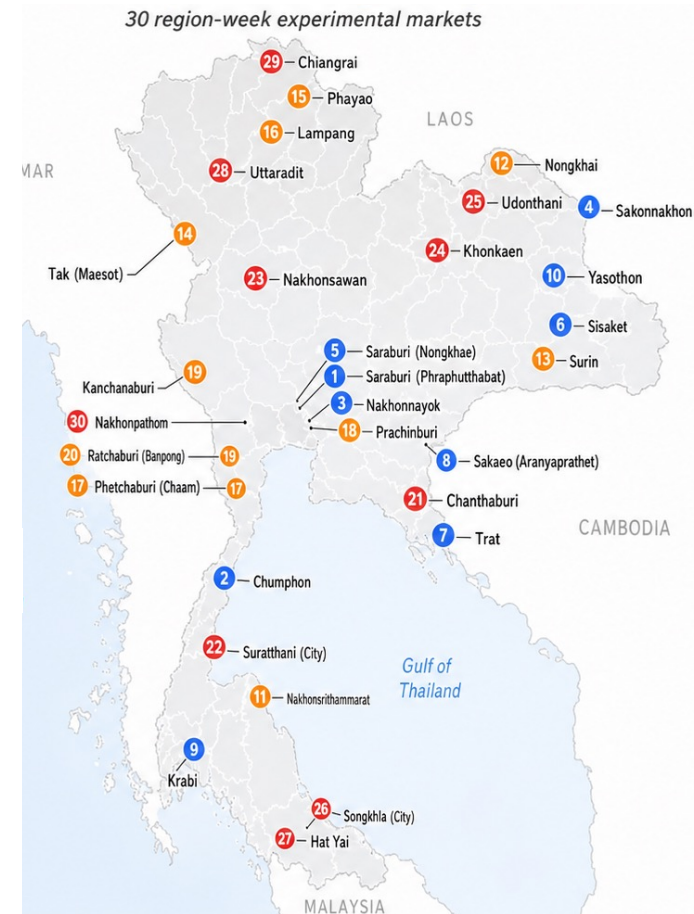 30 region-week experimental markets
29 Chiangrai
15 Phayao
LAOS
16 Lampang
12 Nongkhai
MAR
28 Uttaradit
25 Udonthani
4 Sakonnakhon
14
Tak (Maesot)
24 Khonkaen
23 Nakhonsawan
10 Yasothon
6 Sisaket
5 Saraburi (Nongkhae)
13 Surin
1 Saraburi (Phraphutthabat)
19
Kanchanaburi
3 Nakhonnayok
30 Nakhonpathom
18 Prachinburi
20 Ratchaburi (Banpong) 19
8 Sakaeo (Aranyaprathet)
17 Phetchaburi (Chaam) 17
21 Chanthaburi
CAMBODIA
7 Trat
2 Chumphon
22 Suratthani (City)
Gulf of
Thailand
11 Nakhonsrithammarat
9
Krabi
26 Songkhla (City)
27 Hat Yai
MALAYSIA